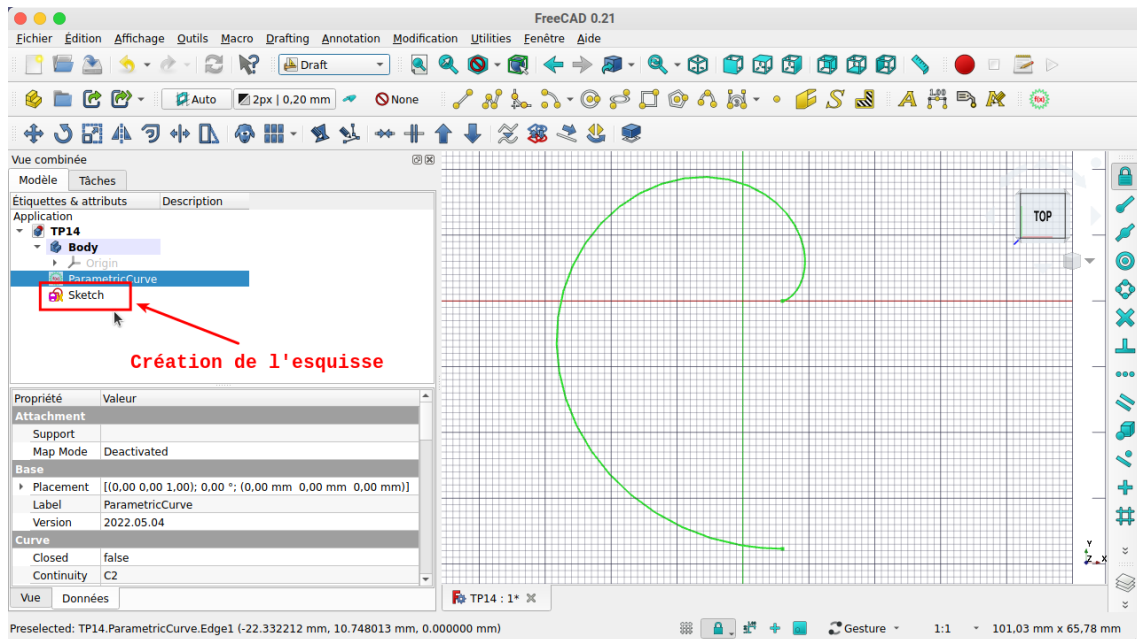 FreeCAD 0.21
Fichier Édition Affichage Outils Macro Drafting Annotation Modification Utilities Fenêtre Aide
Draft
Auto 2px | 0,20 mm None
Vue combinée
Modèle Tâches
Étiquettes & attributs Description
Application
TP14
Body
Origin
ParametricCurve
Sketch
Création de l'esquisse
TOP
Propriété Valeur
Attachment
Support
Map Mode Deactivated
Base
Placement [(0,00 0,00 1,00); 0,00 °; (0,00 mm 0,00 mm 0,00 mm)]
Label ParametricCurve
Version 2022.05.04
Curve
Closed false
Continuity C2
Y
Z X
Vue Données
TP14 : 1*
Preselected: TP14.ParametricCurve.Edge1 (-22.332212 mm, 10.748013 mm, 0.000000 mm)
Gesture 1:1 101,03 mm x 65,78 mm